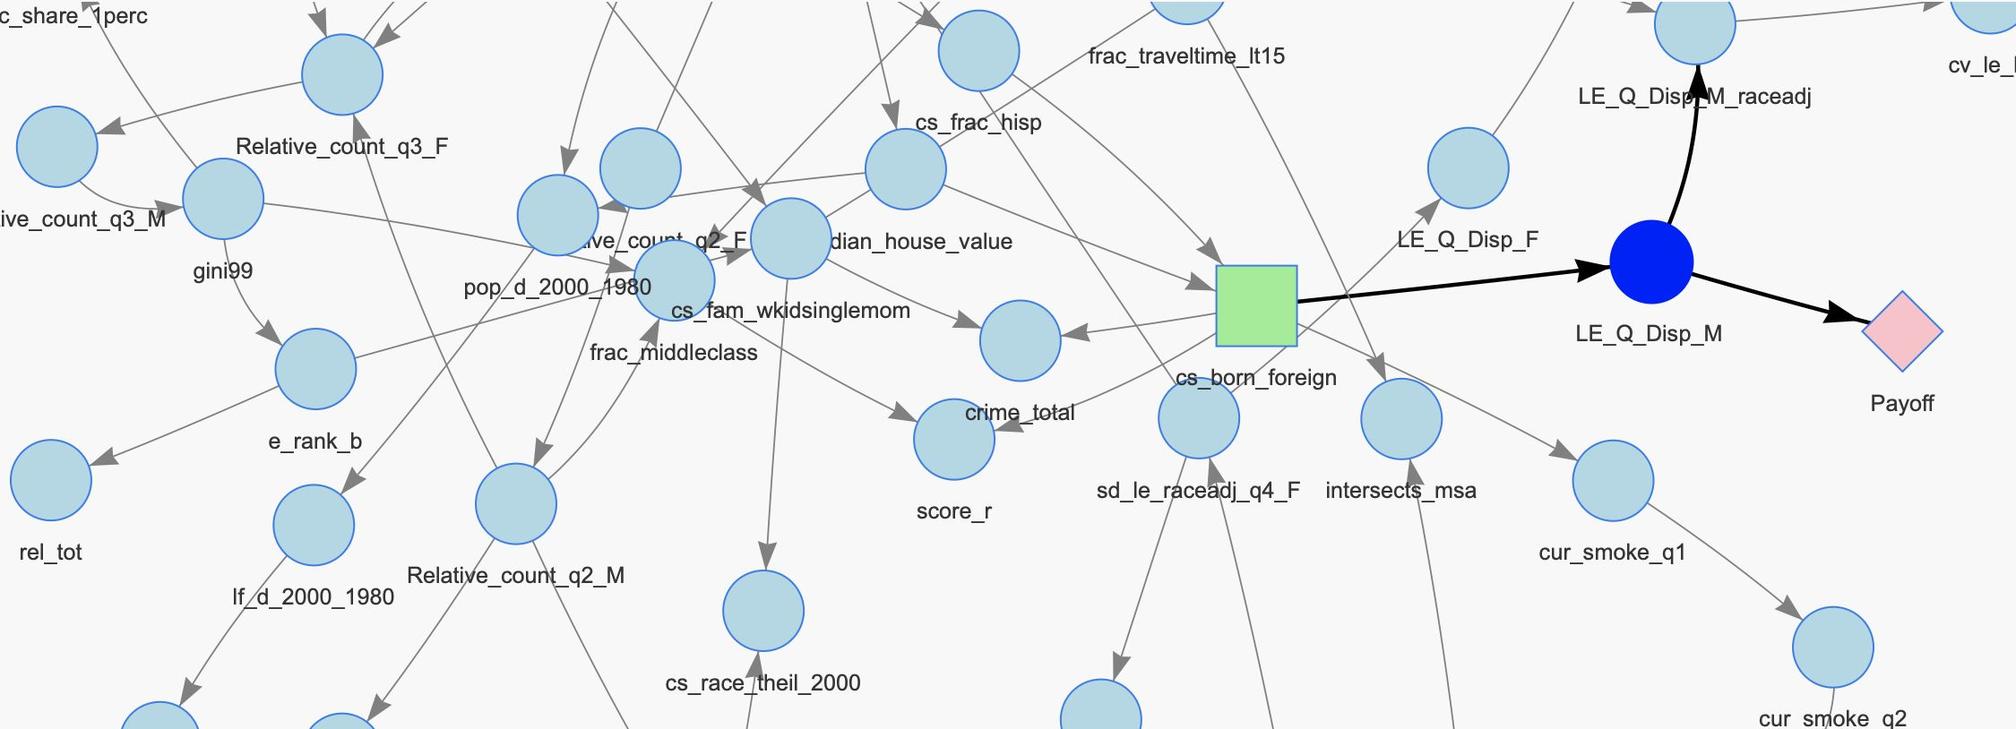 c_share_1perc
frac_traveltime_lt15
cv_le_
LE_Q_Disp_M_raceadj
cs_frac_hisp
Relative_count_q3_F
ive_count_q3_M
ive_count_q2_F
dian_house_value
LE_Q_Disp_F
gini99
pop_d_2000_1980
cs_fam_wkidsinglemom
LE_Q_Disp_M
frac_middleclass
cs_born_foreign
Payoff
crime_total
e_rank_b
sd_le_raceadj_q4_F
intersects_msa
score_r
rel_tot
cur_smoke_q1
Relative_count_q2_M
lf_d_2000_1980
cs_race_theil_2000
cur_smoke_q2